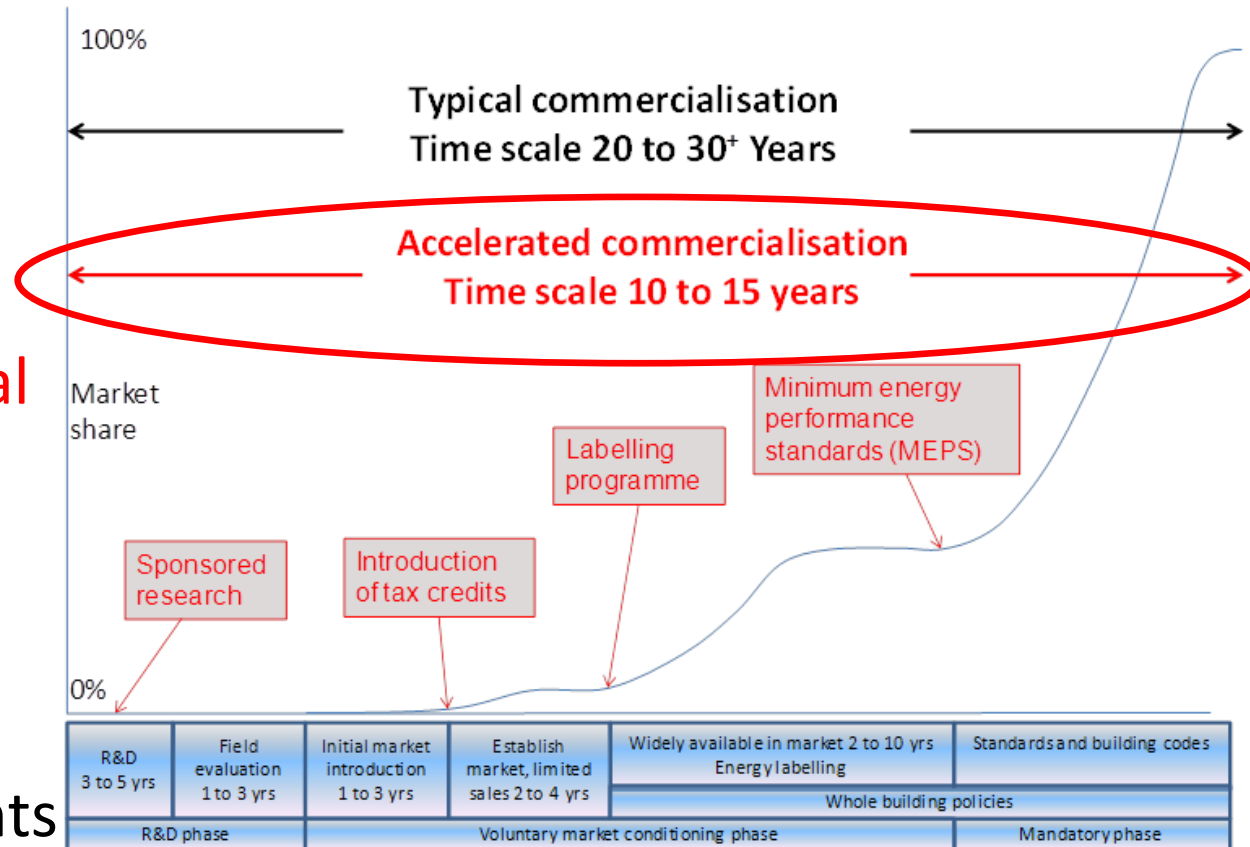 100%
Typical commercialisation
Time scale 20 to 30+ Years
Accelerated commercialisation
Time scale 10 to 15 years
al
Market
share
Minimum energy
performance
standards (MEPS)
Labelling
programme
Sponsored
research
Introduction
of tax credits
0%
R&D
3 to 5 yrs
Field
evaluation
1 to 3 yrs
Initial market
introduction
1 to 3 yrs
Establish
market, limited
sales 2 to 4 yrs
Widely available in market 2 to 10 yrs
Energy labelling
Standards and building codes
Whole building policies
nts
R&D phase
Voluntary market conditioning phase
Mandatory phase